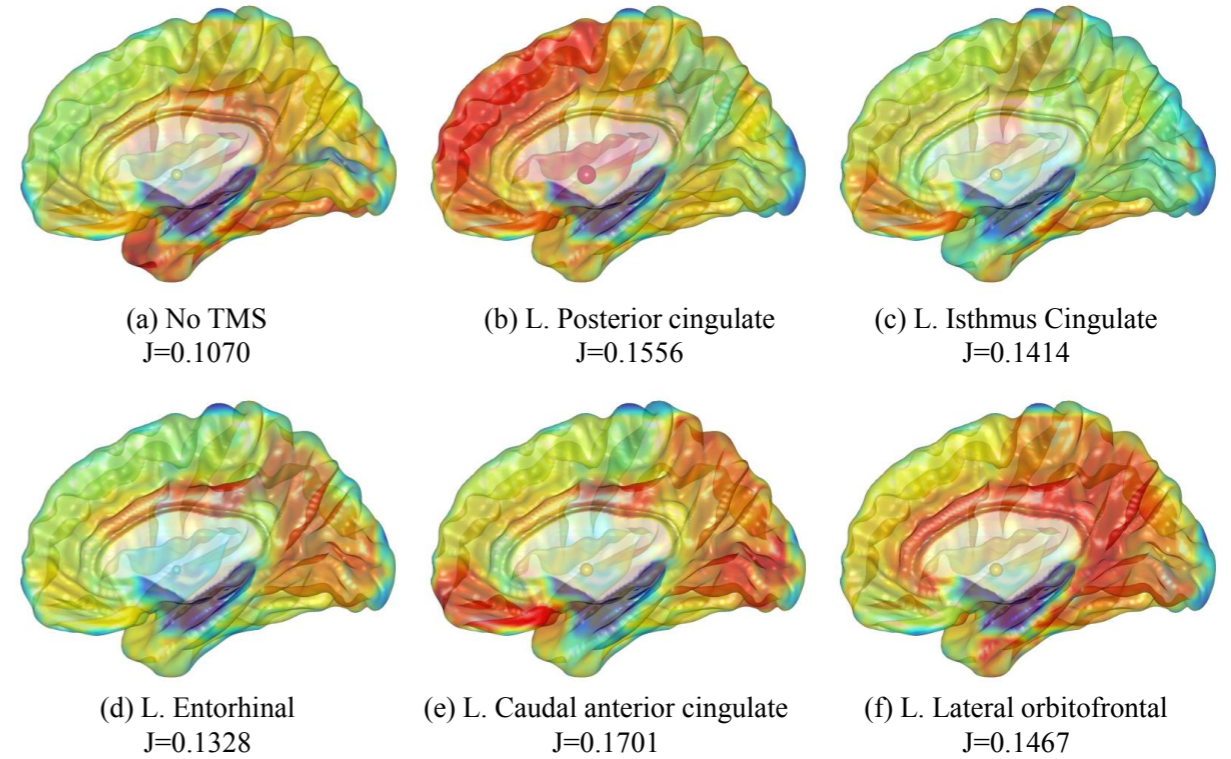 (a) No TMS
J=0.1070
(b) L. Posterior cingulate
J=0.1556
(c) L. Isthmus Cingulate
J=0.1414
(d) L. Entorhinal
J=0.1328
(e) L. Caudal anterior cingulate
J=0.1701
(f) L. Lateral orbitofrontal
J=0.1467